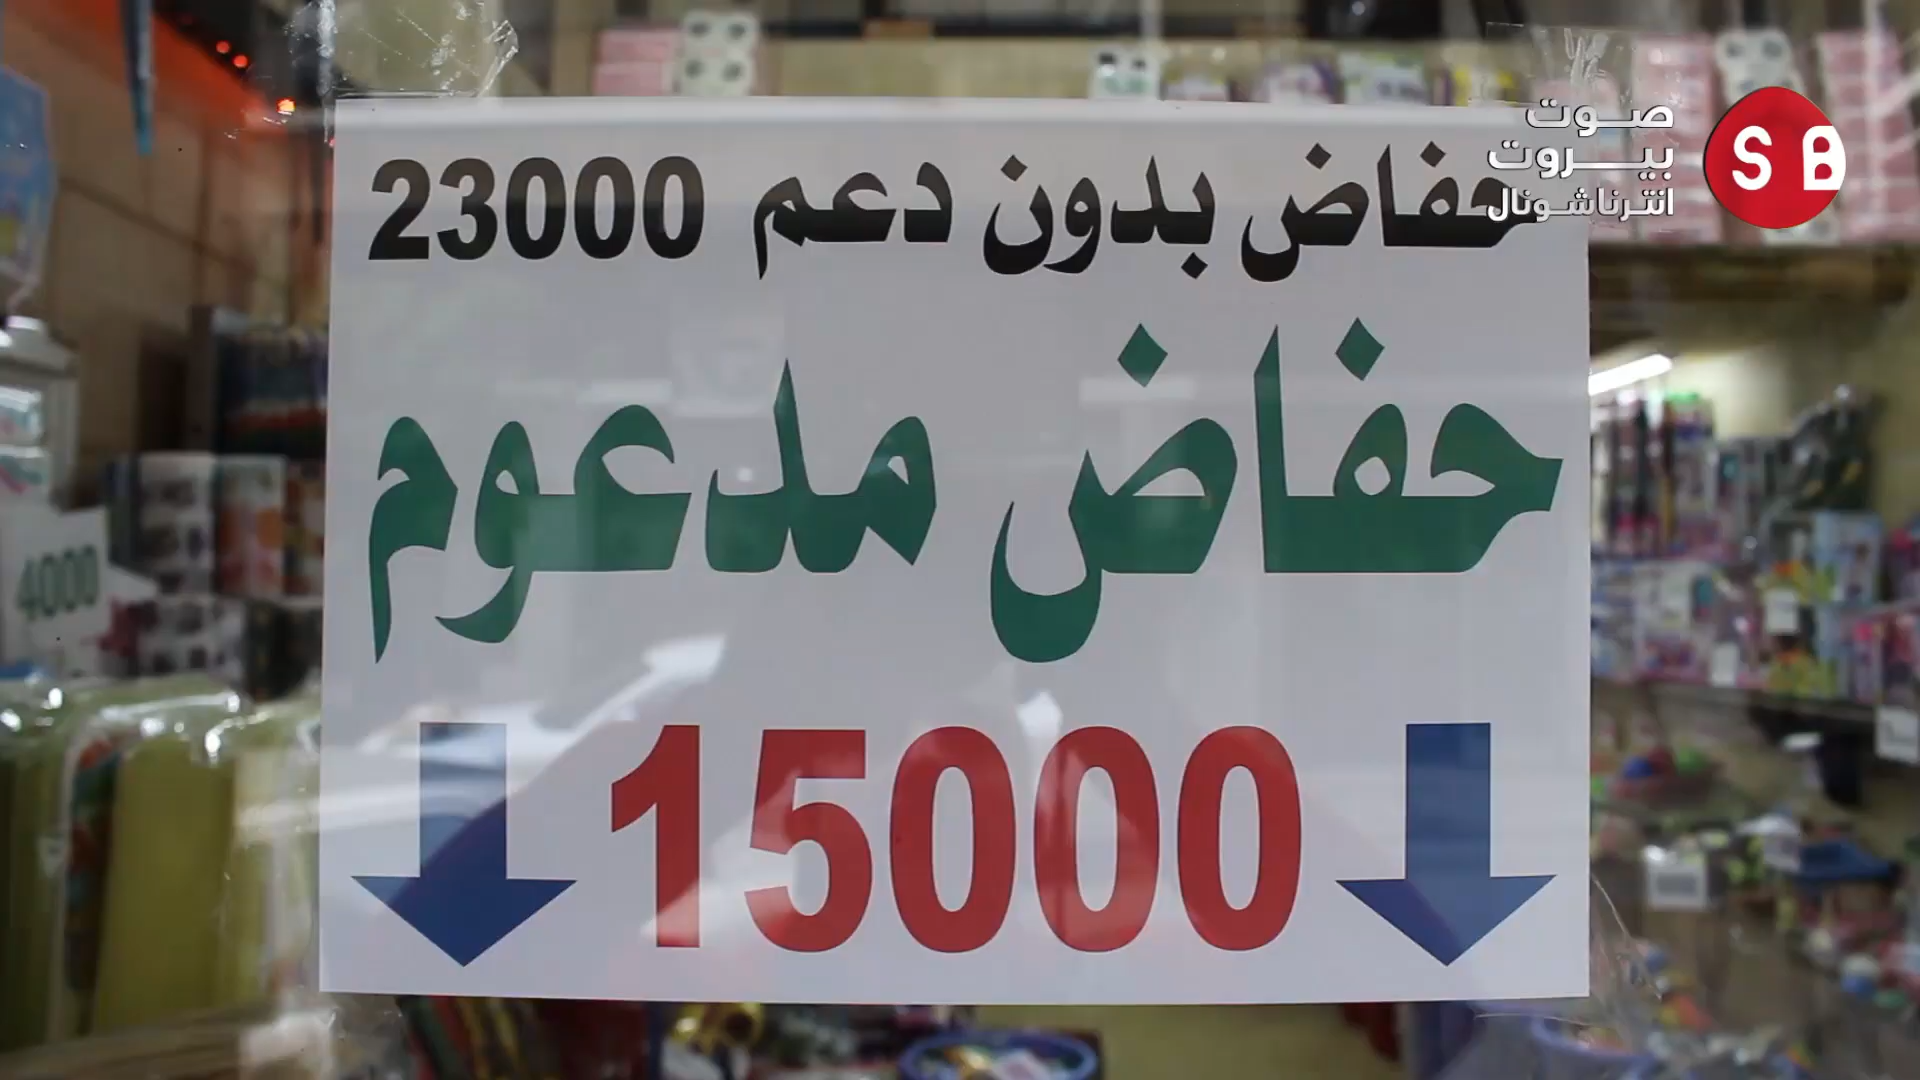 صوت
بيروت
انترناشونال
SB
حفاض بدون دعم 23000
حفاض مدعوم
15000
4000